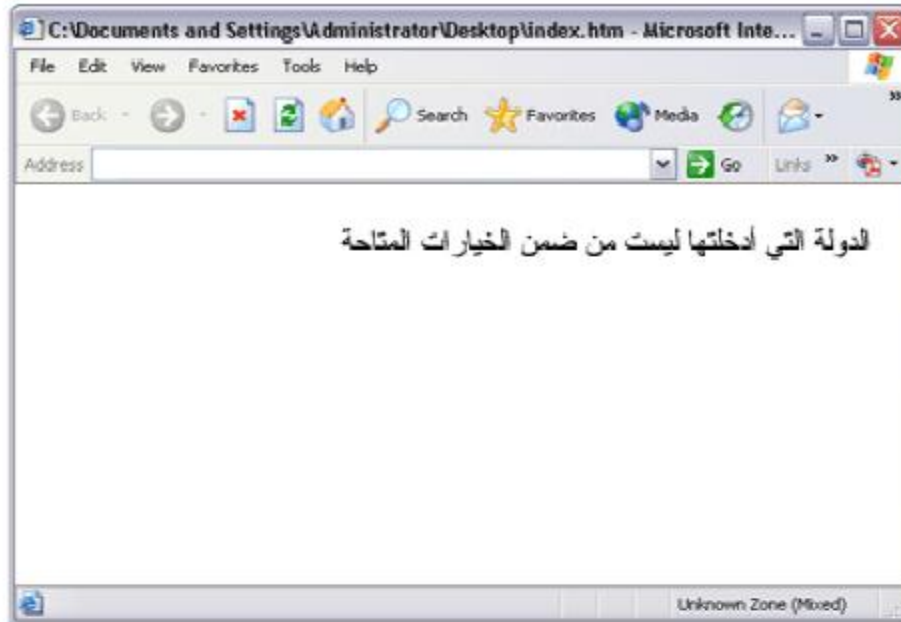 C:\Documents and Settings\Administrator\Desktop\index.htm - Microsoft Inte...
File Edit View Favorites Tools Help
Back Search Favorites Media »
Address Go Links »
الدولة التي أدخلتها ليست من ضمن الخيارات المتاحة
Unknown Zone (Mixed)